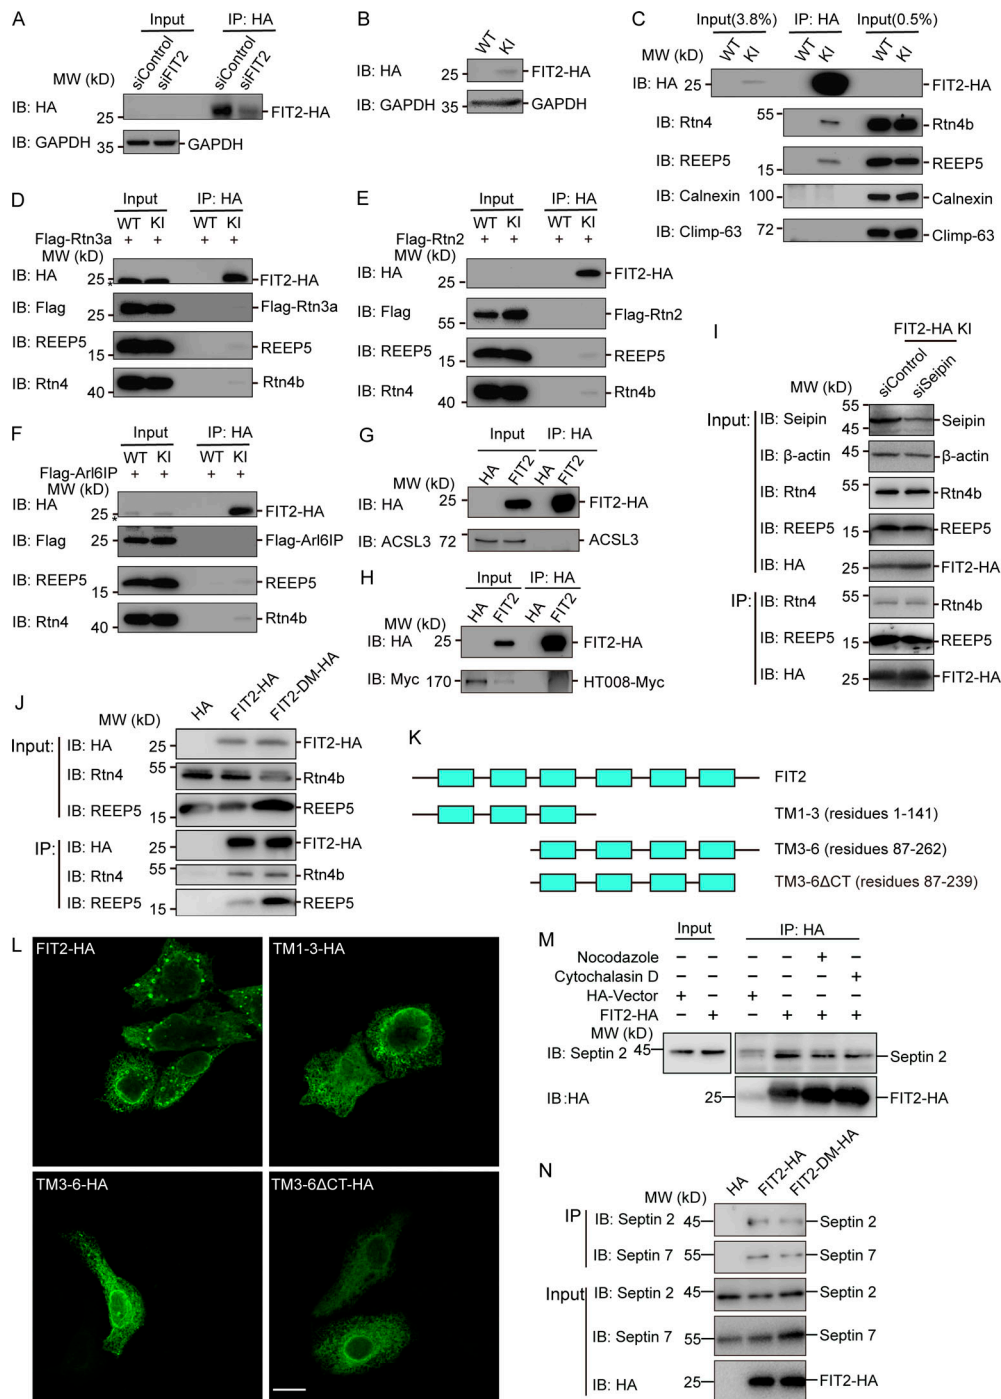 A
Input
IP: HA
siControl
siFIT2
siControl
siFIT2
MW (kD)
IB: HA
25
FIT2-HA
IB: GAPDH
35
GAPDH
B
WT
KI
IB: HA
25
FIT2-HA
IB: GAPDH
35
GAPDH
C
Input(3.8%)
IP: HA
Input(0.5%)
MW (kD)
WT
KI
WT
KI
WT
KI
IB: HA
25
FIT2-HA
IB: Rtn4
55
Rtn4b
IB: REEP5
15
REEP5
IB: Calnexin
100
Calnexin
IB: Climp-63
72
Climp-63
D
Input
IP: HA
WT KI WT KI
Flag-Rtn3a + + + +
MW (kD)
IB: HA
25
*
FIT2-HA
IB: Flag
25
Flag-Rtn3a
IB: REEP5
15
REEP5
IB: Rtn4
40
Rtn4b
E
Input
IP: HA
WT KI WT KI
Flag-Rtn2 + + + +
MW (kD)
IB: HA
25
FIT2-HA
IB: Flag
55
Flag-Rtn2
IB: REEP5
15
REEP5
IB: Rtn4
40
Rtn4b
F
Input
IP: HA
WT KI WT KI
Flag-Arl6IP + + + +
MW (kD)
IB: HA
25
*
FIT2-HA
IB: Flag
25
Flag-Arl6IP
IB: REEP5
15
REEP5
IB: Rtn4
40
Rtn4b
G
Input
IP: HA
HA
FIT2
HA
FIT2
MW (kD)
IB: HA
25
FIT2-HA
IB: ACSL3
72
ACSL3
H
Input
IP: HA
HA
FIT2
HA
FIT2
MW (kD)
IB: HA
25
FIT2-HA
IB: Myc
170
HT008-Myc
I
FIT2-HA KI
siControl
siSeipin
MW (kD)
Input:
IB: Seipin
55
45
Seipin
IB: β-actin
45
β-actin
IB: Rtn4
55
Rtn4b
IB: REEP5
15
REEP5
IB: HA
25
FIT2-HA
IP:
IB: Rtn4
55
Rtn4b
IB: REEP5
15
REEP5
IB: HA
25
FIT2-HA
J
MW (kD)
HA
FIT2-HA
FIT2-DM-HA
Input:
IB: HA
25
FIT2-HA
IB: Rtn4
55
Rtn4b
IB: REEP5
15
REEP5
IP:
IB: HA
25
FIT2-HA
IB: Rtn4
55
Rtn4b
IB: REEP5
15
REEP5
K
FIT2
TM1-3 (residues 1-141)
TM3-6 (residues 87-262)
TM3-6ΔCT (residues 87-239)
L
FIT2-HA
TM1-3-HA
TM3-6-HA
TM3-6ΔCT-HA
M
Input
IP: HA
Nocodazole − − − − + −
Cytochalasin D − − − − − +
HA-Vector + − + − − −
FIT2-HA − + − + + +
MW (kD)
IB: Septin 2
45
Septin 2
IB:HA
25
FIT2-HA
N
MW (kD)
HA
FIT2-HA
FIT2-DM-HA
IP
IB: Septin 2
45
Septin 2
IB: Septin 7
55
Septin 7
Input
IB: Septin 2
45
Septin 2
IB: Septin 7
55
Septin 7
IB: HA
25
FIT2-HA